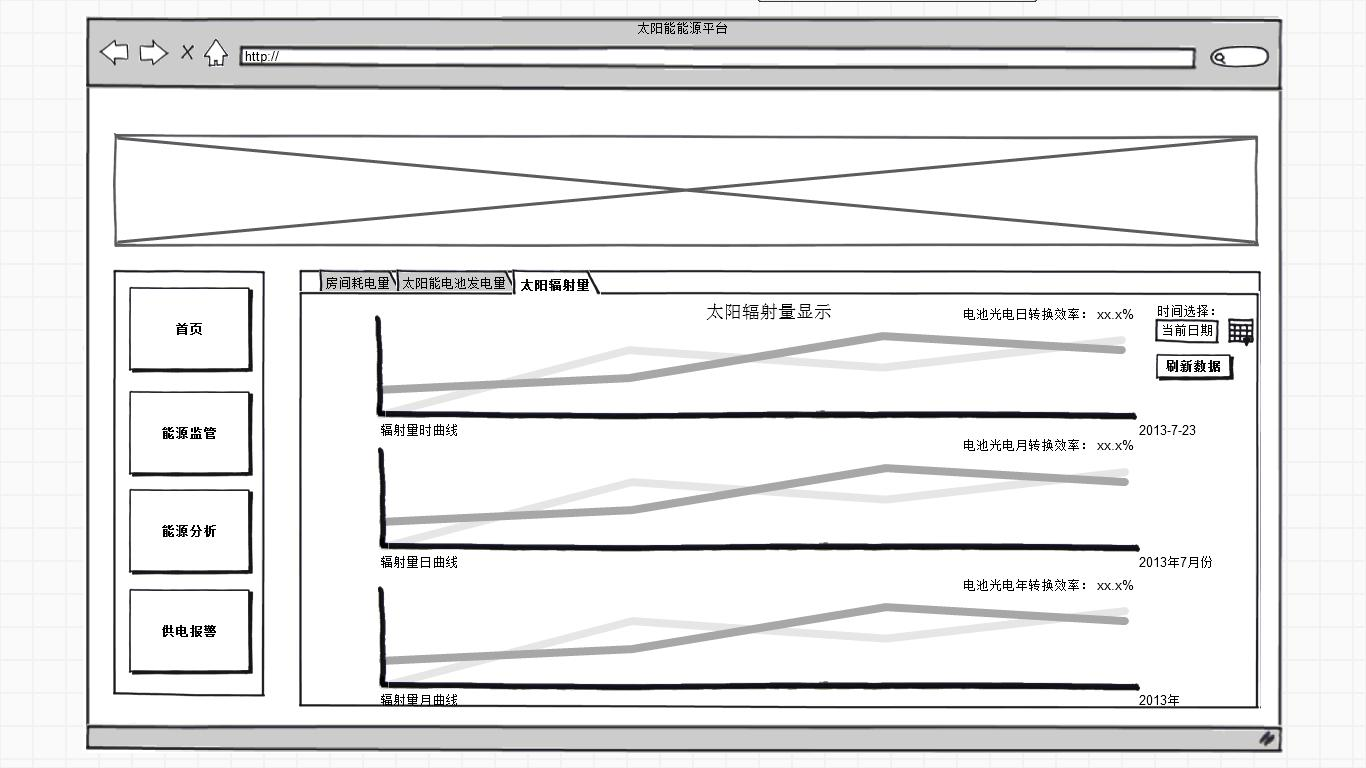 太阳能能源平台
http://
首页
能源监管
能源分析
供电报警
房间耗电量
太阳能电池发电量
太阳辐射量
太阳辐射量显示
电池光电日转换效率： xx.x%
时间选择：
当前日期
刷新数据
辐射量时曲线
2013-7-23
电池光电月转换效率： xx.x%
辐射量日曲线
2013年7月份
电池光电年转换效率： xx.x%
辐射量月曲线
2013年